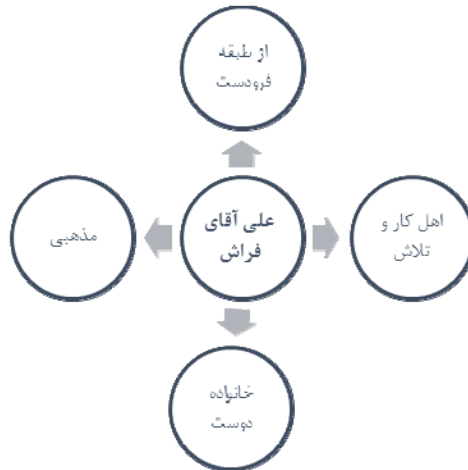 از طبقه
فرودست
اهل کار و
تلاش
علی آقای
فراش
مذهبی
خانواده
دوست